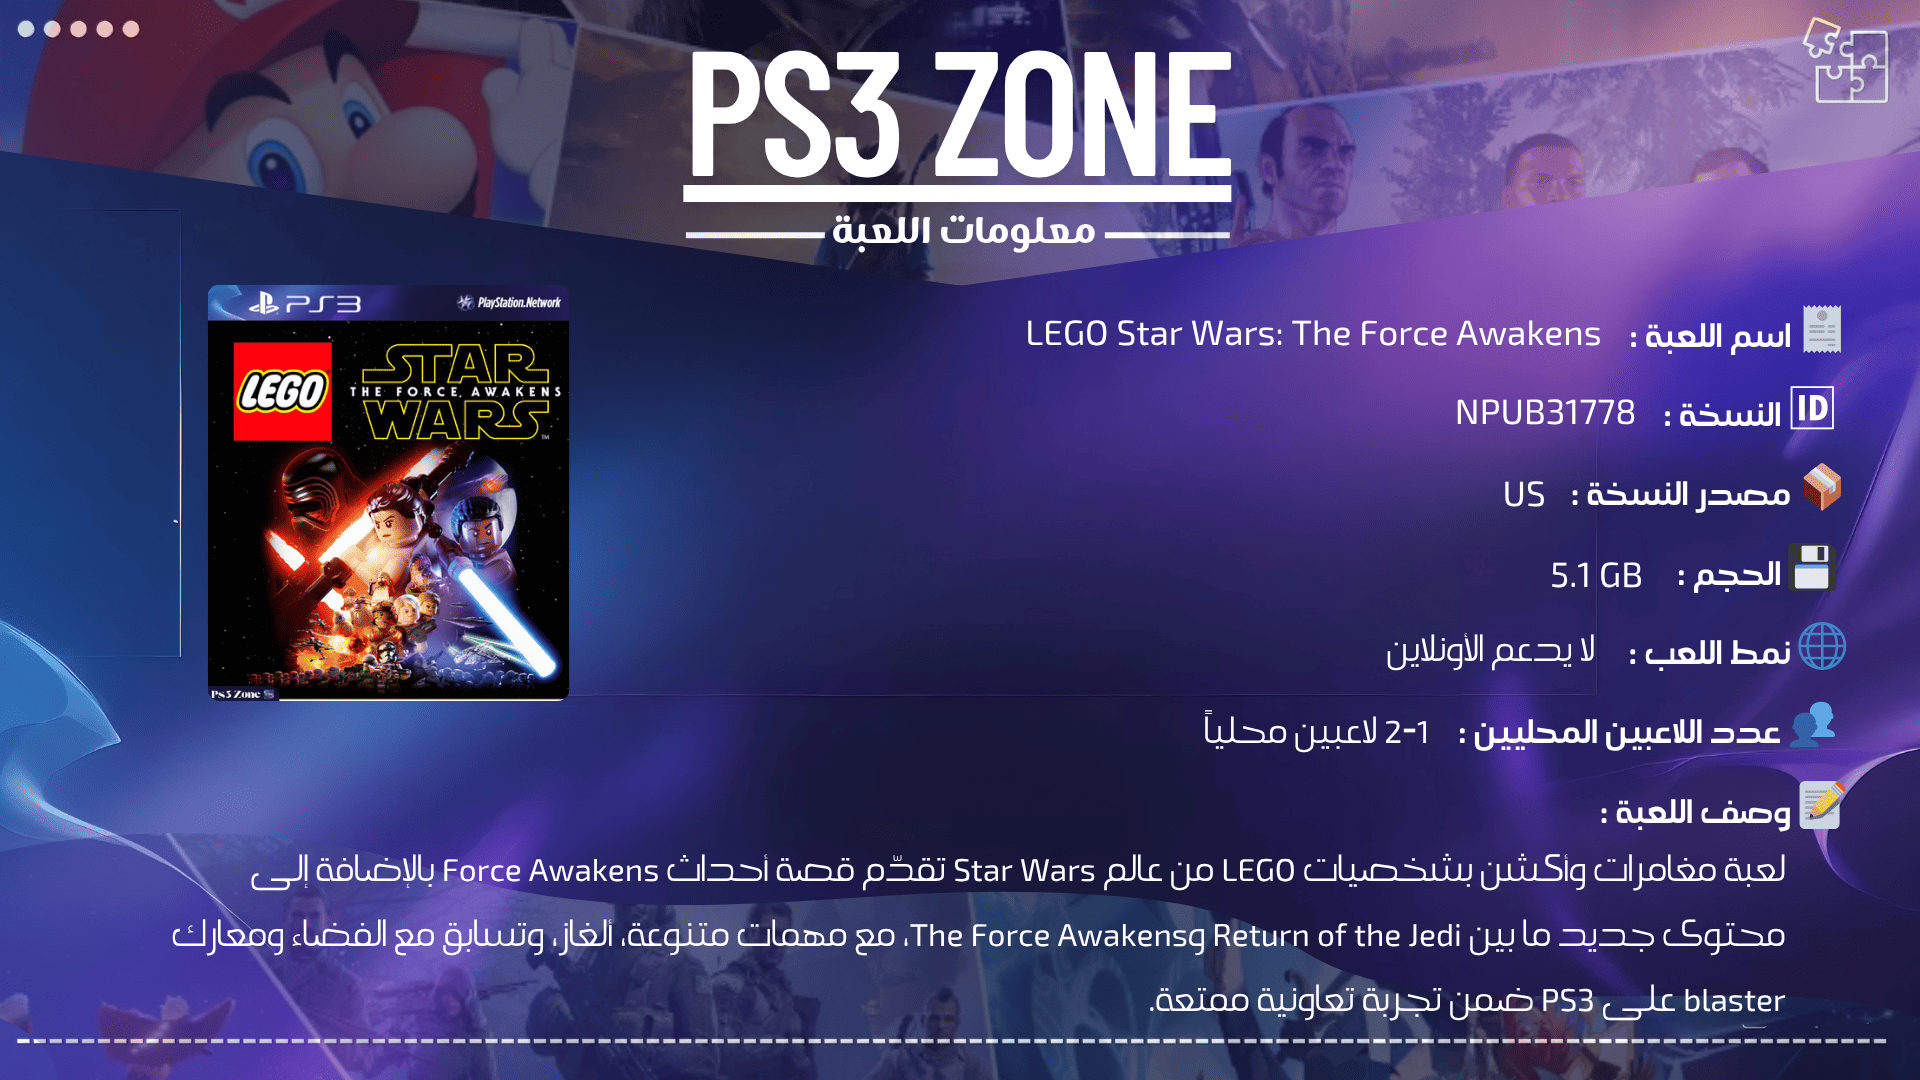 PS3 ZONE
معلومات اللعبة
PS3 PlayStation.Network
LEGO
STAR
THE FORCE AWAKENS
WARS
TM
Ps3 Zone
اسم اللعبة : LEGO Star Wars: The Force Awakens
ID النسخة : NPUB31778
مصدر النسخة : US
الحجم : 5.1 GB
نمط اللعب : لا يدعم الأونلاين
عدد اللاعبين المحليين : 1-2 لاعبين محلياً
وصف اللعبة :
لعبة مغامرات وأكشن بشخصيات LEGO من عالم Star Wars تقدّم قصة أحداث Force Awakens بالإضافة إلى
محتوى جديد ما بين Return of the Jedi وThe Force Awakens، مع مهمات متنوعة، ألغاز، وتسابق مع الفضاء ومعارك
blaster على PS3 ضمن تجربة تعاونية ممتعة.